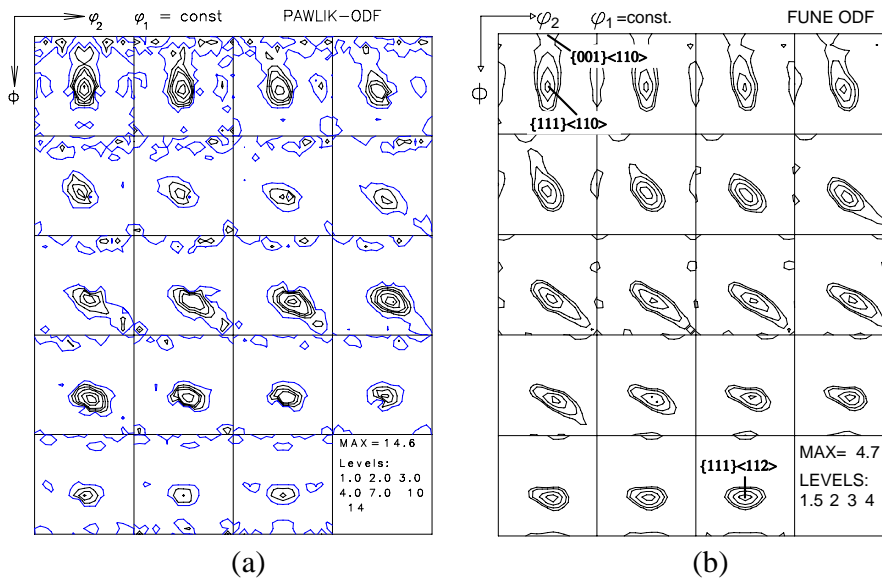 φ₂ φ₁ = const PAWLIK-ODF
Φ
MAX=14.6
Levels:
1.0 2.0 3.0
4.0 7.0 10
14
(a)
φ₂ φ₁=const. FUNE ODF
Φ
{001}<110>
{111}<110>
{111}<112>
MAX= 4.7
LEVELS:
1.5 2 3 4
(b)